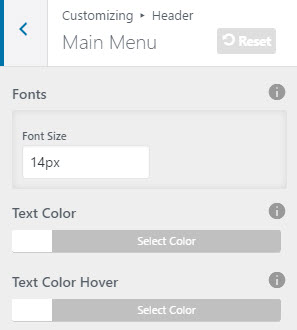 Customizing ▸ Header
Main Menu
Reset
Fonts
Font Size
14px
Text Color
Select Color
Text Color Hover
Select Color